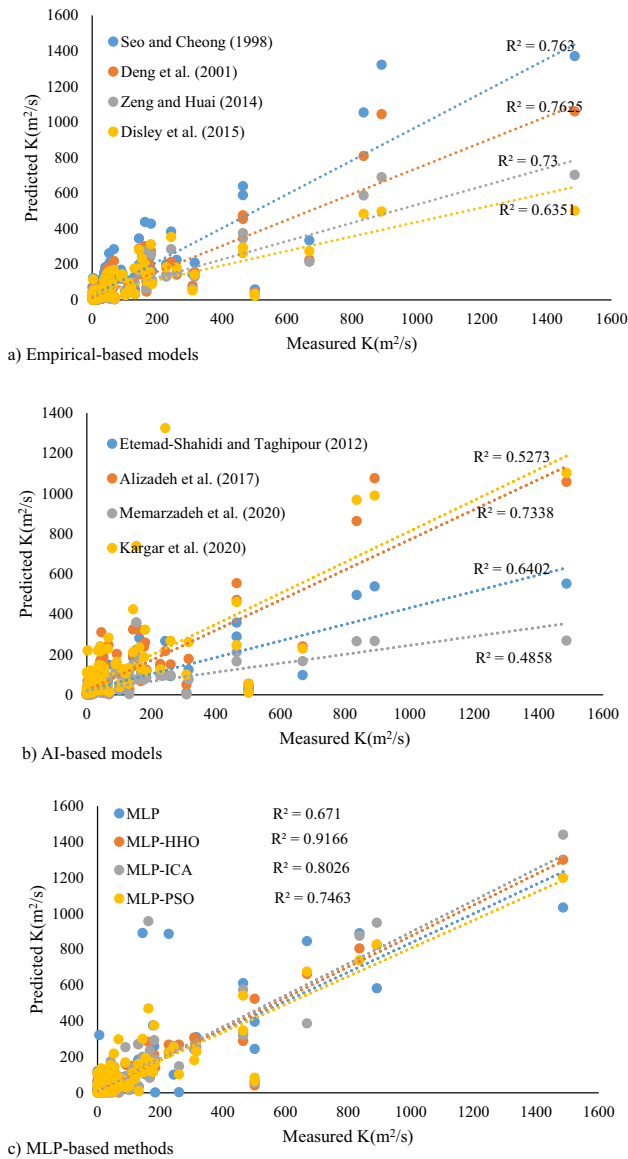 1600
1400
1200
1000
800
600
400
200
0
Predicted K(m²/s)
Seo and Cheong (1998)
Deng et al. (2001)
Zeng and Huai (2014)
Disley et al. (2015)
R² = 0.763
R² = 0.7625
R² = 0.73
R² = 0.6351
0 200 400 600 800 1000 1200 1400 1600
Measured K(m²/s)
a) Empirical-based models
1400
1200
1000
800
600
400
200
0
Predicted K(m²/s)
Etemad-Shahidi and Taghipour (2012)
Alizadeh et al. (2017)
Memarzadeh et al. (2020)
Kargar et al. (2020)
R² = 0.5273
R² = 0.7338
R² = 0.6402
R² = 0.4858
0 200 400 600 800 1000 1200 1400 1600
Measured K(m²/s)
b) AI-based models
1600
1400
1200
1000
800
600
400
200
0
Predicted K(m²/s)
MLP R² = 0.671
MLP-HHO R² = 0.9166
MLP-ICA R² = 0.8026
MLP-PSO R² = 0.7463
0 200 400 600 800 1000 1200 1400 1600
Measured K(m²/s)
c) MLP-based methods